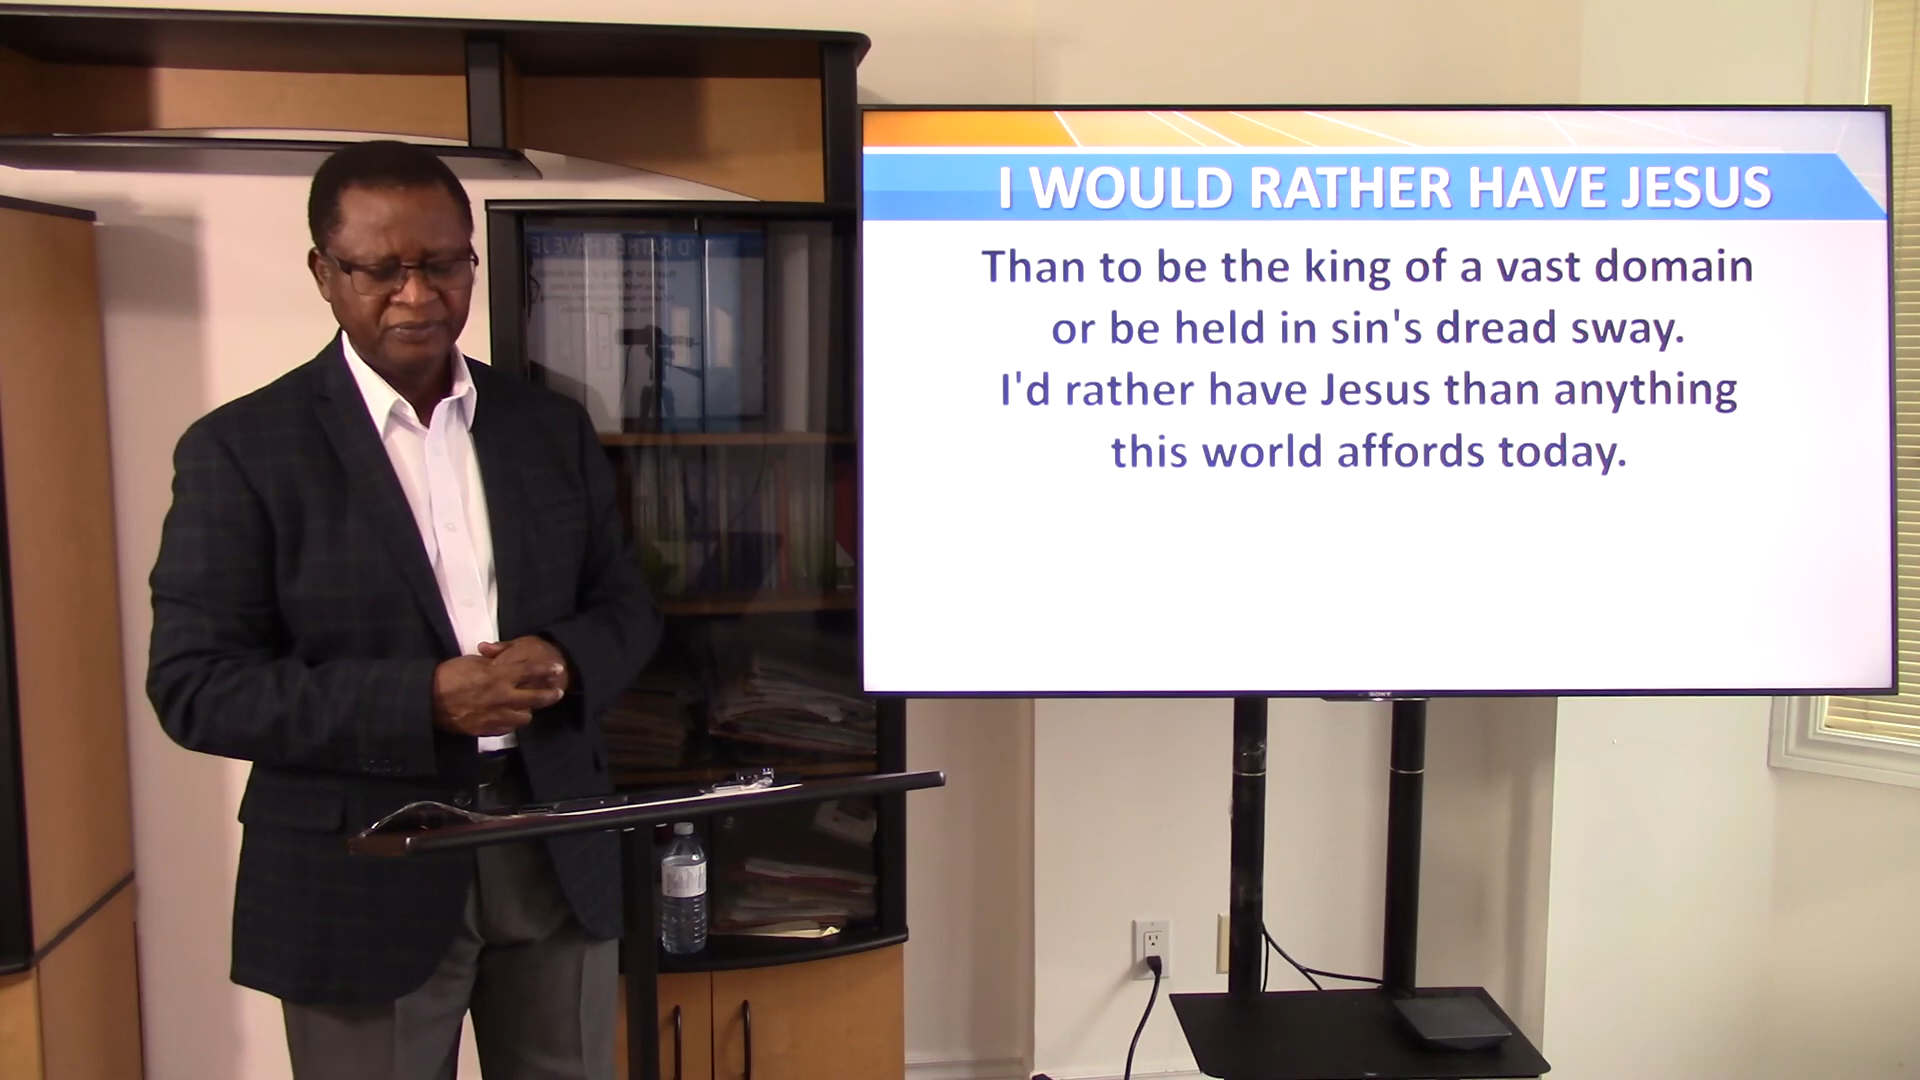 I WOULD RATHER HAVE JESUS
Than to be the king of a vast domain
or be held in sin's dread sway.
I'd rather have Jesus than anything
this world affords today.
SONY